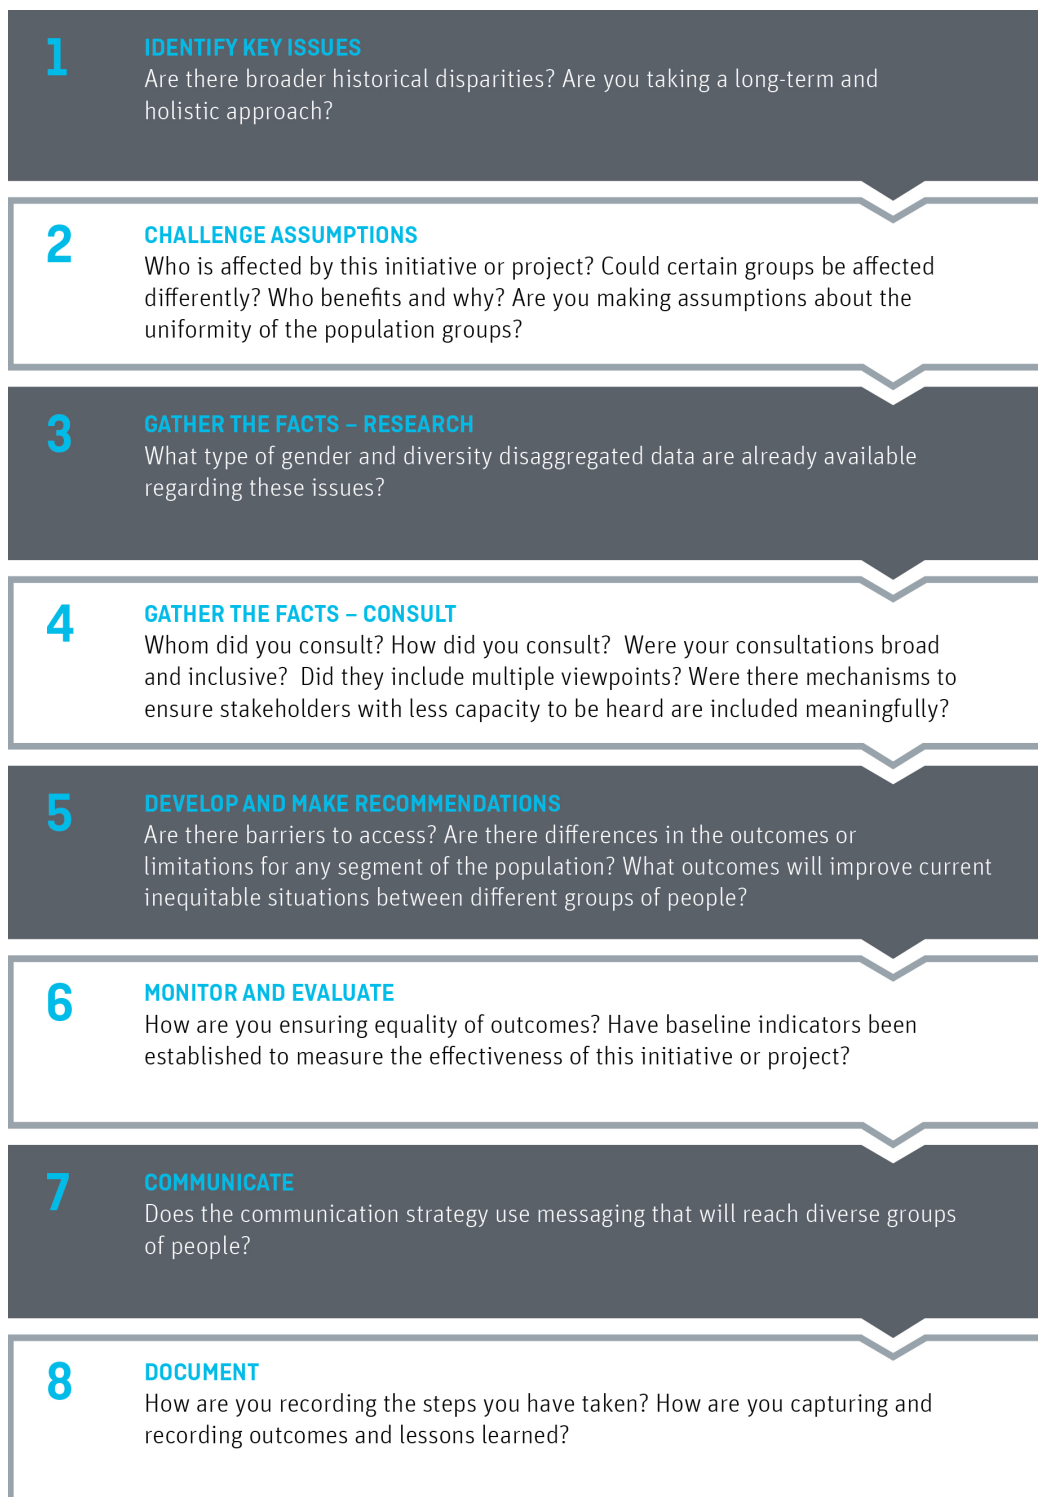 1
IDENTIFY KEY ISSUES
Are there broader historical disparities? Are you taking a long-term and
holistic approach?
2
CHALLENGE ASSUMPTIONS
Who is affected by this initiative or project? Could certain groups be affected
differently? Who benefits and why? Are you making assumptions about the
uniformity of the population groups?
3
GATHER THE FACTS – RESEARCH
What type of gender and diversity disaggregated data are already available
regarding these issues?
4
GATHER THE FACTS – CONSULT
Whom did you consult? How did you consult?  Were your consultations broad
and inclusive?  Did they include multiple viewpoints? Were there mechanisms to
ensure stakeholders with less capacity to be heard are included meaningfully?
5
DEVELOP AND MAKE RECOMMENDATIONS
Are there barriers to access? Are there differences in the outcomes or
limitations for any segment of the population? What outcomes will improve current
inequitable situations between different groups of people?
6
MONITOR AND EVALUATE
How are you ensuring equality of outcomes? Have baseline indicators been
established to measure the effectiveness of this initiative or project?
7
COMMUNICATE
Does the communication strategy use messaging that will reach diverse groups
of people?
8
DOCUMENT
How are you recording the steps you have taken? How are you capturing and
recording outcomes and lessons learned?